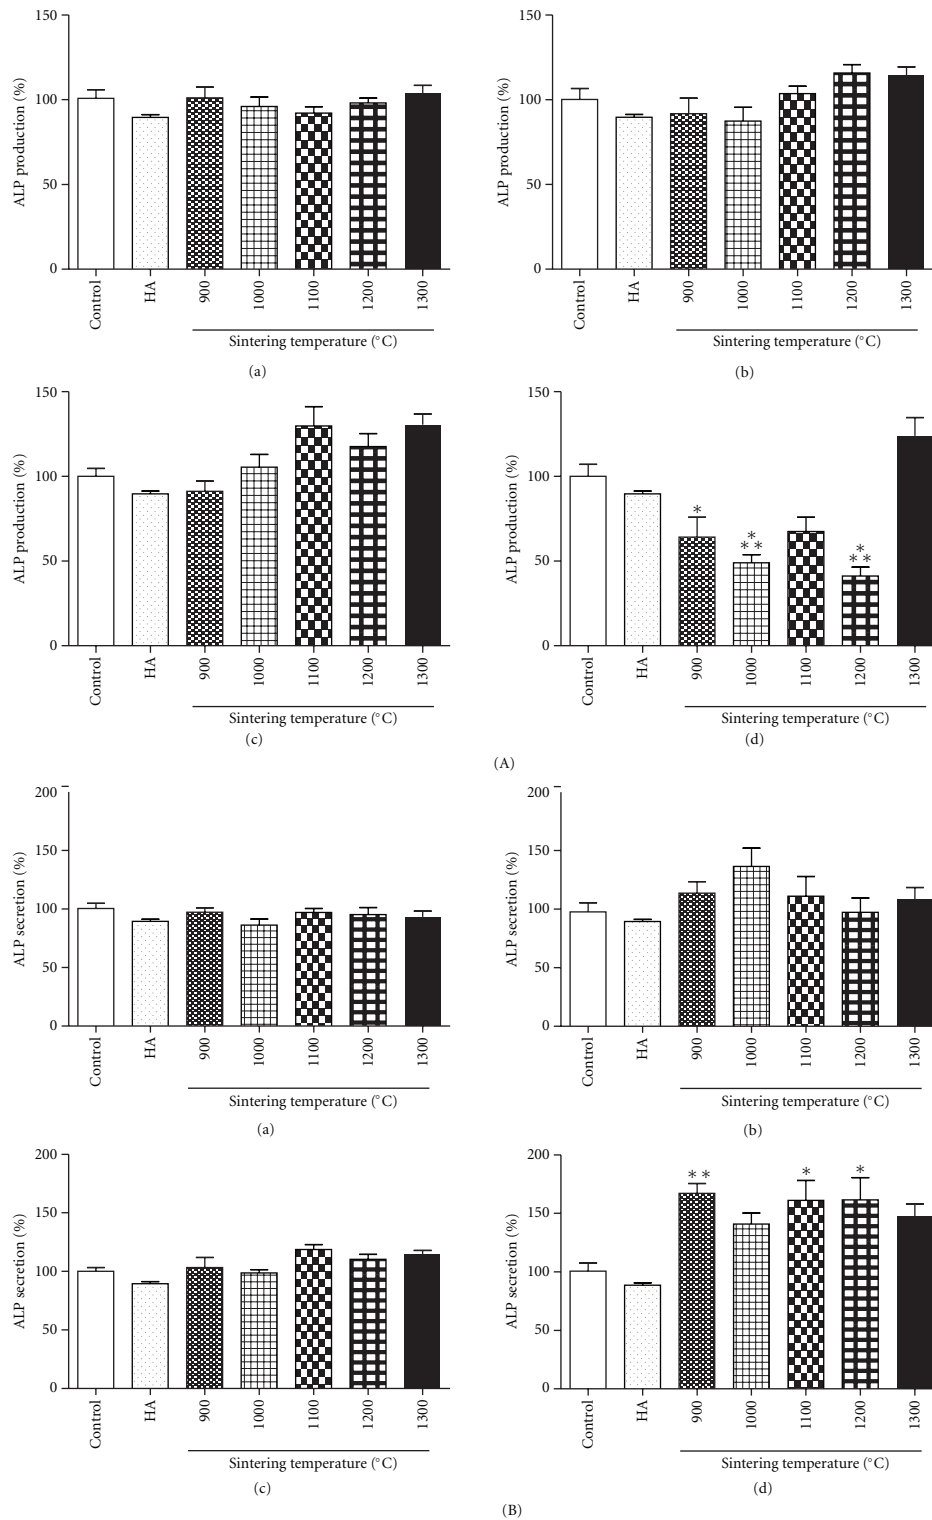 150
100
50
0
ALP production (%)
Control
HA
900
1000
1100
1200
1300
Sintering temperature (°C)
(a)
150
100
50
0
ALP production (%)
Control
HA
900
1000
1100
1200
1300
Sintering temperature (°C)
(b)
150
100
50
0
ALP production (%)
Control
HA
900
1000
1100
1200
1300
Sintering temperature (°C)
(c)
150
100
50
0
ALP production (%)
*
*
**
*
**
Control
HA
900
1000
1100
1200
1300
Sintering temperature (°C)
(d)
(A)
200
150
100
50
0
ALP secretion (%)
Control
HA
900
1000
1100
1200
1300
Sintering temperature (°C)
(a)
200
150
100
50
0
ALP secretion (%)
Control
HA
900
1000
1100
1200
1300
Sintering temperature (°C)
(b)
200
150
100
50
0
ALP secretion (%)
Control
HA
900
1000
1100
1200
1300
Sintering temperature (°C)
(c)
200
150
100
50
0
ALP secretion (%)
**
*
*
Control
HA
900
1000
1100
1200
1300
Sintering temperature (°C)
(d)
(B)